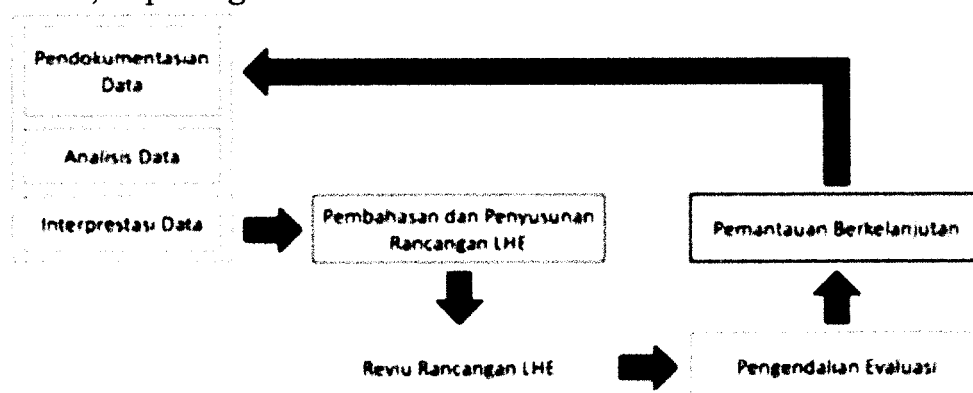 Pendokumentasian
Data
Analisis Data
Interprestasi Data
Pembahasan dan Penyusunan
Rancangan LHE
Pemantauan Berkelanjutan
Reviu Rancangan LHE
Pengendalian Evaluasi